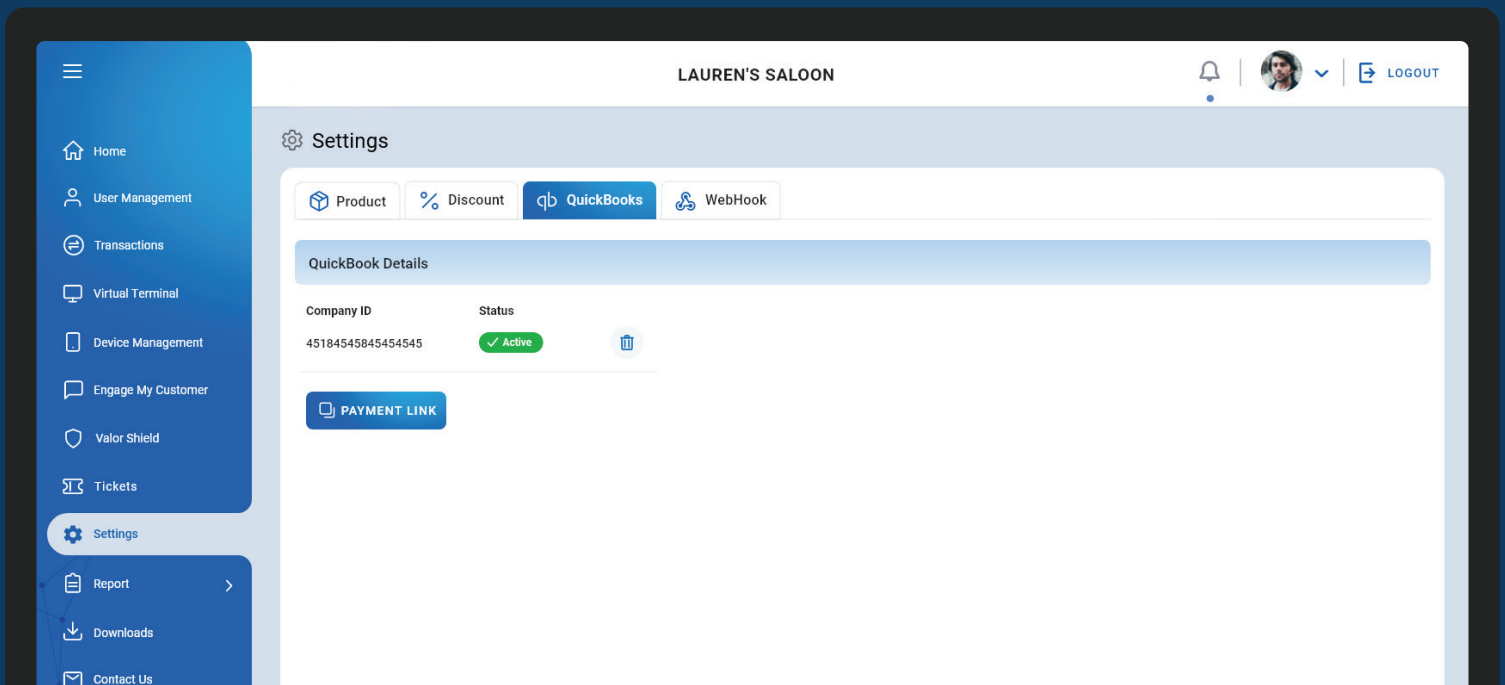 LAUREN'S SALOON
LOGOUT
Home
User Management
Transactions
Virtual Terminal
Device Management
Engage My Customer
Valor Shield
Tickets
Settings
Report
Downloads
Contact Us
Settings
Product
Discount
qb QuickBooks
WebHook
QuickBook Details
Company ID Status
45184545845454545 Active
PAYMENT LINK